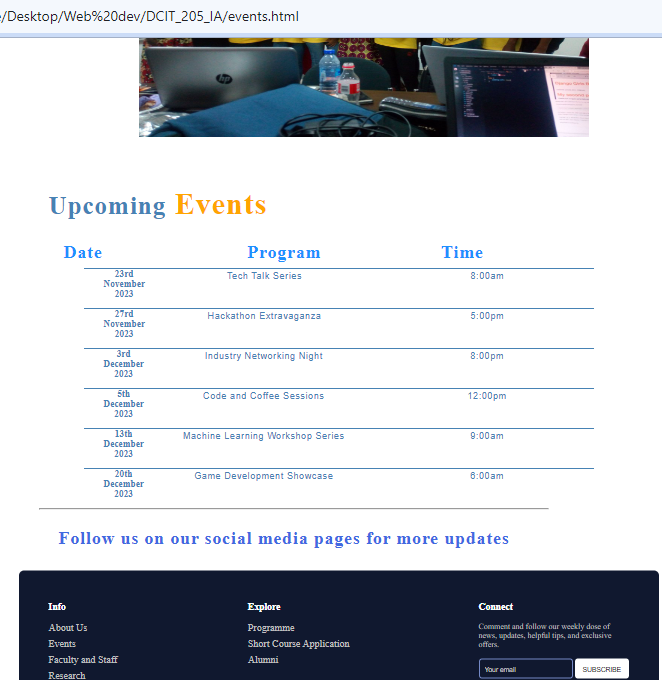 /Desktop/Web%20dev/DCIT_205_IA/events.html
hp
Upcoming Events
Date Program Time
23rd November 2023 Tech Talk Series 8:00am
27rd November 2023 Hackathon Extravaganza 5:00pm
3rd December 2023 Industry Networking Night 8:00pm
5th December 2023 Code and Coffee Sessions 12:00pm
13th December 2023 Machine Learning Workshop Series 9:00am
20th December 2023 Game Development Showcase 6:00am
Follow us on our social media pages for more updates
Info Explore Connect
About Us Programme Comment and follow our weekly dose of
Events Short Course Application news, updates, helpful tips, and exclusive
Faculty and Staff Alumni offers.
Research Your email SUBSCRIBE